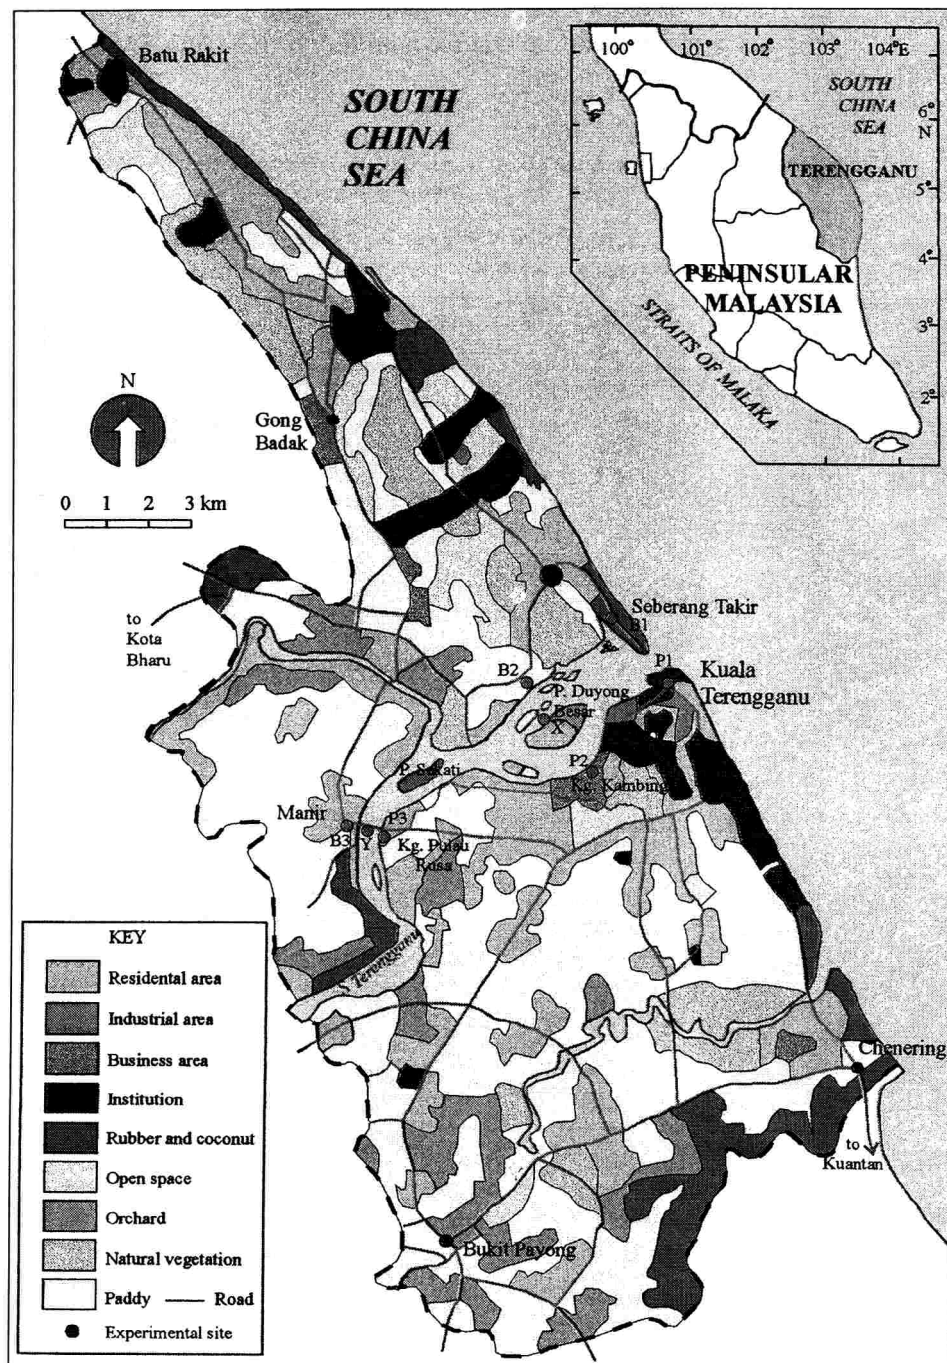 Batu Rakit
SOUTH
CHINA
SEA
100°
101°
102°
103°
104°E
SOUTH
CHINA
SEA
6°
N
TERENGGANU
5°
4°
PENINSULAR
MALAYSIA
3°
STRAITS OF MALAKA
2°
N
Gong
Badak
0 1 2 3 km
to
Kota
Bharu
Seberang Takir
B1
P1
B2
Kuala
Terengganu
P. Duyong
Besar
X
P2
P. Sekati
Kg. Kambing
Manir
P3
B3
Y
Kg. Pulau
Rusa
S. Terengganu
Chenering
to
Kuantan
Bukit Payong
KEY
Residental area
Industrial area
Business area
Institution
Rubber and coconut
Open space
Orchard
Natural vegetation
Paddy
Road
Experimental site